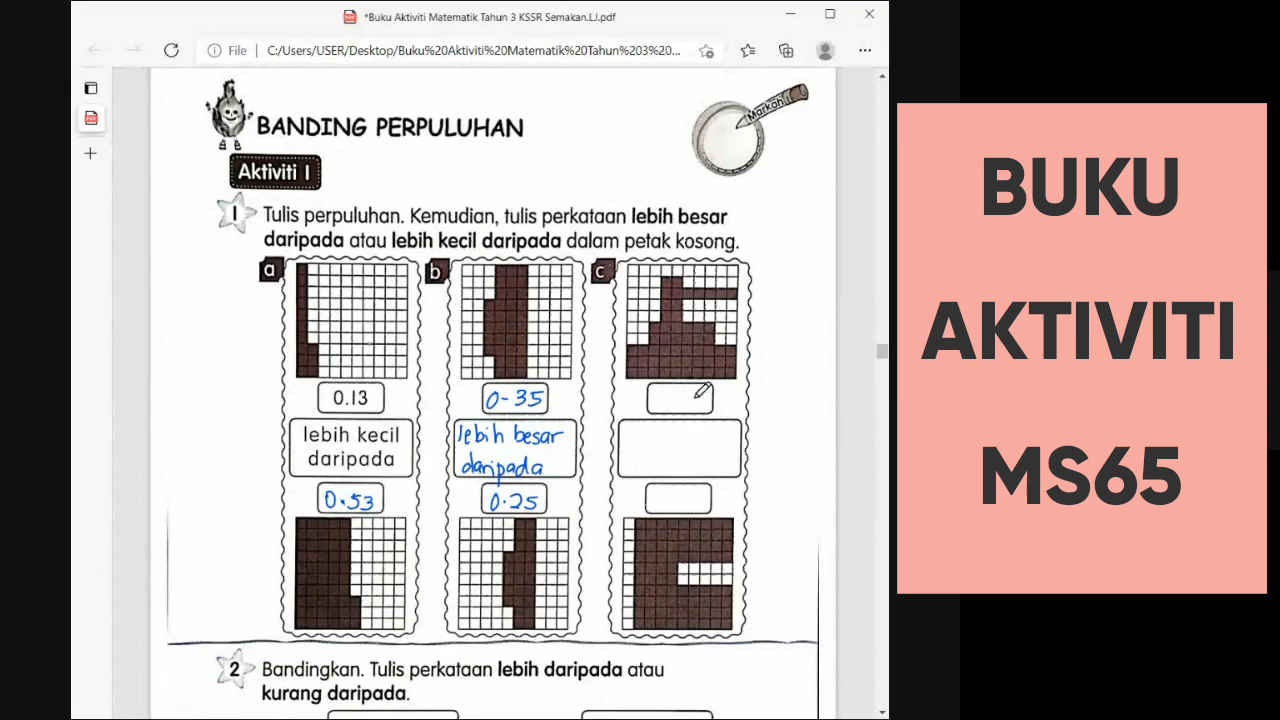 *Buku Aktiviti Matematik Tahun 3 KSSR Semakan.LJ.pdf
File | C:/Users/USER/Desktop/Buku%20Aktiviti%20Matematik%20Tahun%203%20...
Markah
BANDING PERPULUHAN
Aktiviti 1
1 Tulis perpuluhan. Kemudian, tulis perkataan lebih besar
daripada atau lebih kecil daripada dalam petak kosong.
a b c
0.13 0-35
lebih kecil
daripada
lebih besar
daripada
0.53 0.25
2 Bandingkan. Tulis perkataan lebih daripada atau
kurang daripada.
BUKU
AKTIVITI
MS65